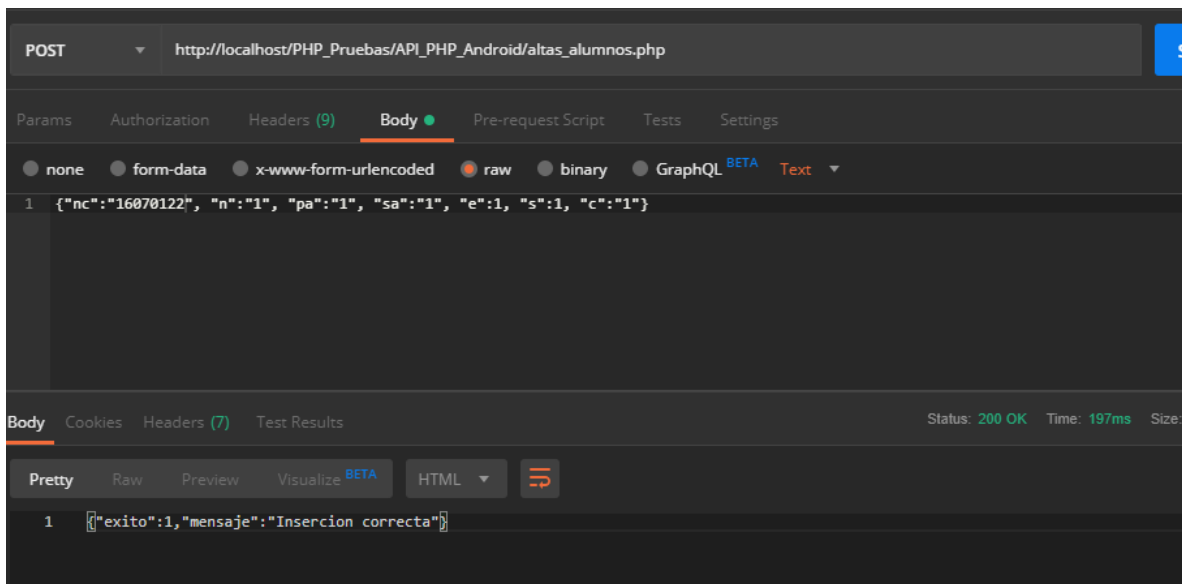 POST http://localhost/PHP_Pruebas/API_PHP_Android/altas_alumnos.php S
Params Authorization Headers (9) Body Pre-request Script Tests Settings
none form-data x-www-form-urlencoded raw binary GraphQL BETA Text
1 {"nc":"16070122", "n":"1", "pa":"1", "sa":"1", "e":1, "s":1, "c":"1"}
Body Cookies Headers (7) Test Results Status: 200 OK Time: 197ms Size:
Pretty Raw Preview Visualize BETA HTML
1 {"exito":1,"mensaje":"Insercion correcta"}